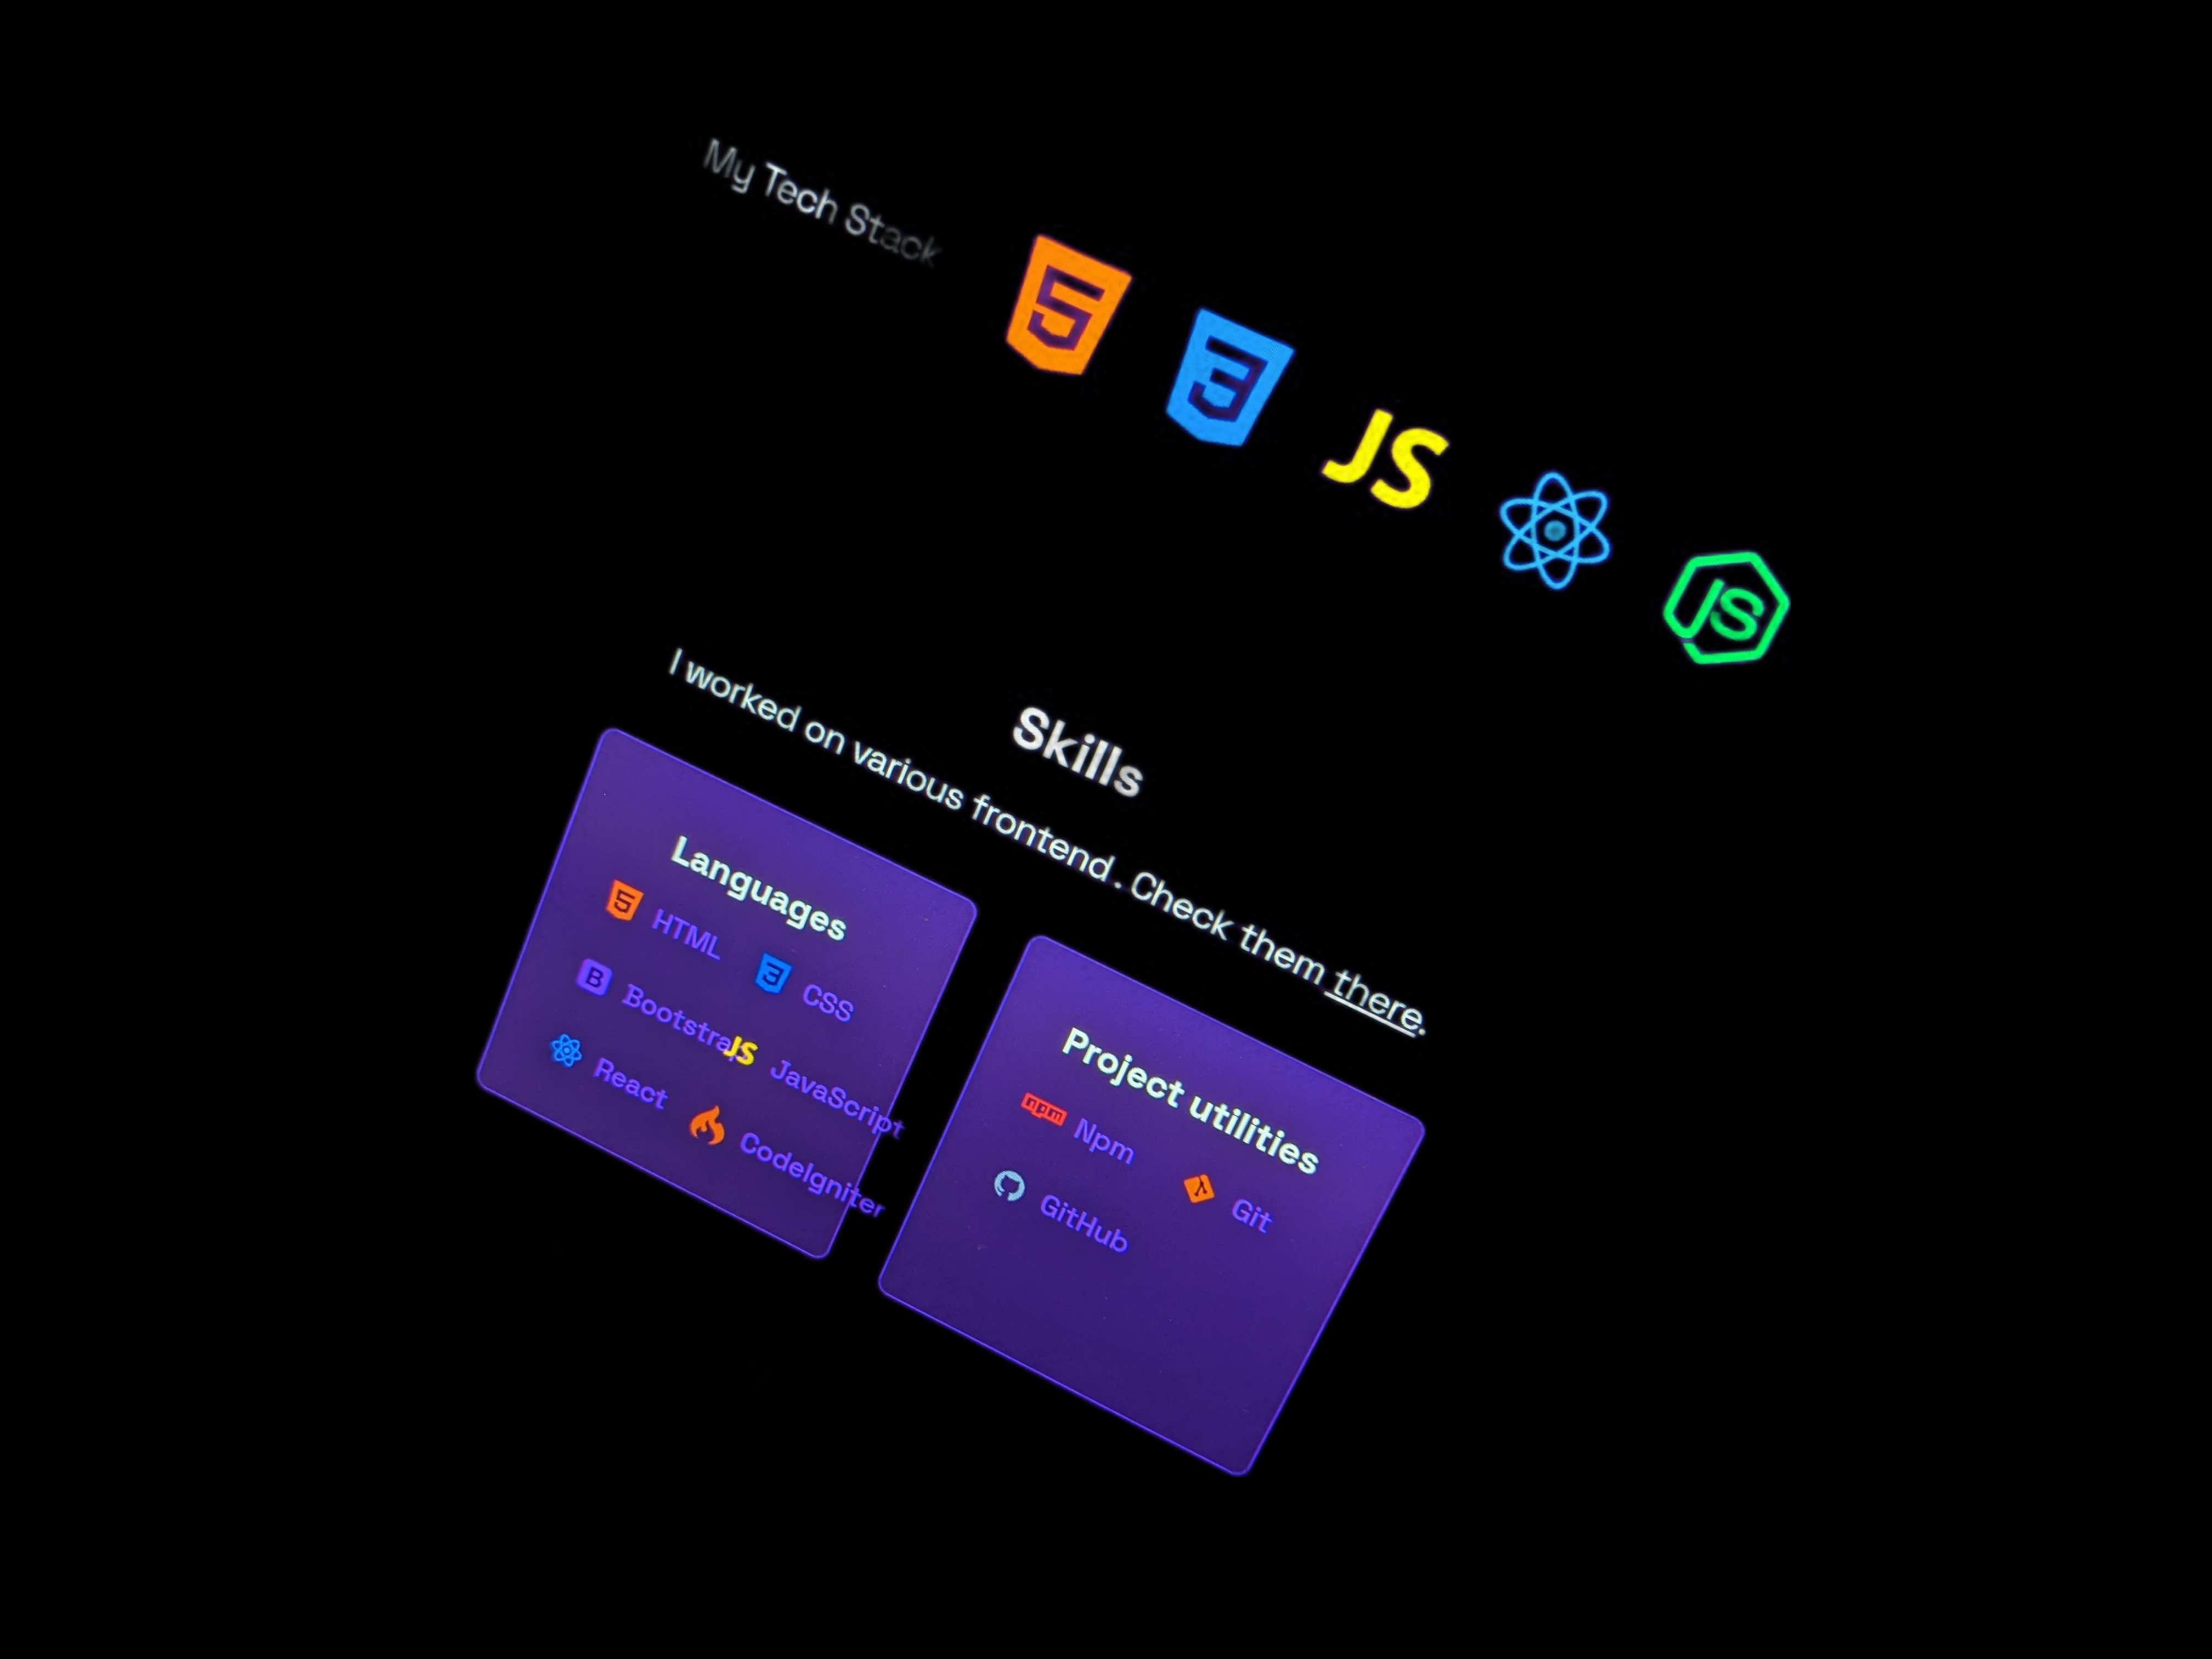 My Tech Stack
5
3
JS
JS
Skills
I worked on various frontend. Check them there.
Languages
5 HTML
3 CSS
B Bootstrap
JS JavaScript
React
CodeIgniter
Project utilities
npm Npm
Git
GitHub